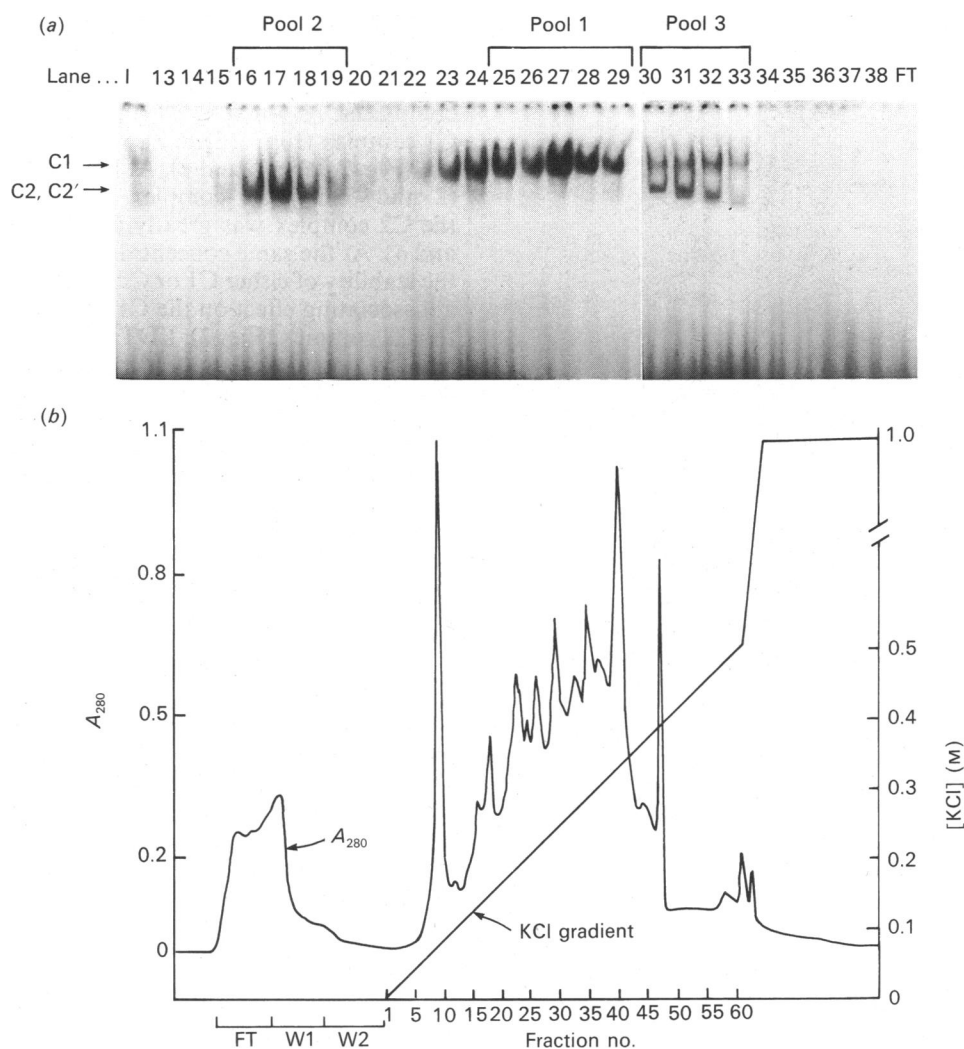 (a)
Pool 2 Pool 1 Pool 3
Lane ... I 13 14 15 16 17 18 19 20 21 22 23 24 25 26 27 28 29 30 31 32 33 34 35 36 37 38 FT
C1
C2, C2′
(b)
1.1
0.8
0.5
0.2
0
A280
A280
KCl gradient
1.0
0.5
0.4
0.3
0.2
0.1
0
[KCl] (M)
1 5 10 15 20 25 30 35 40 45 50 55 60
FT W1 W2
Fraction no.